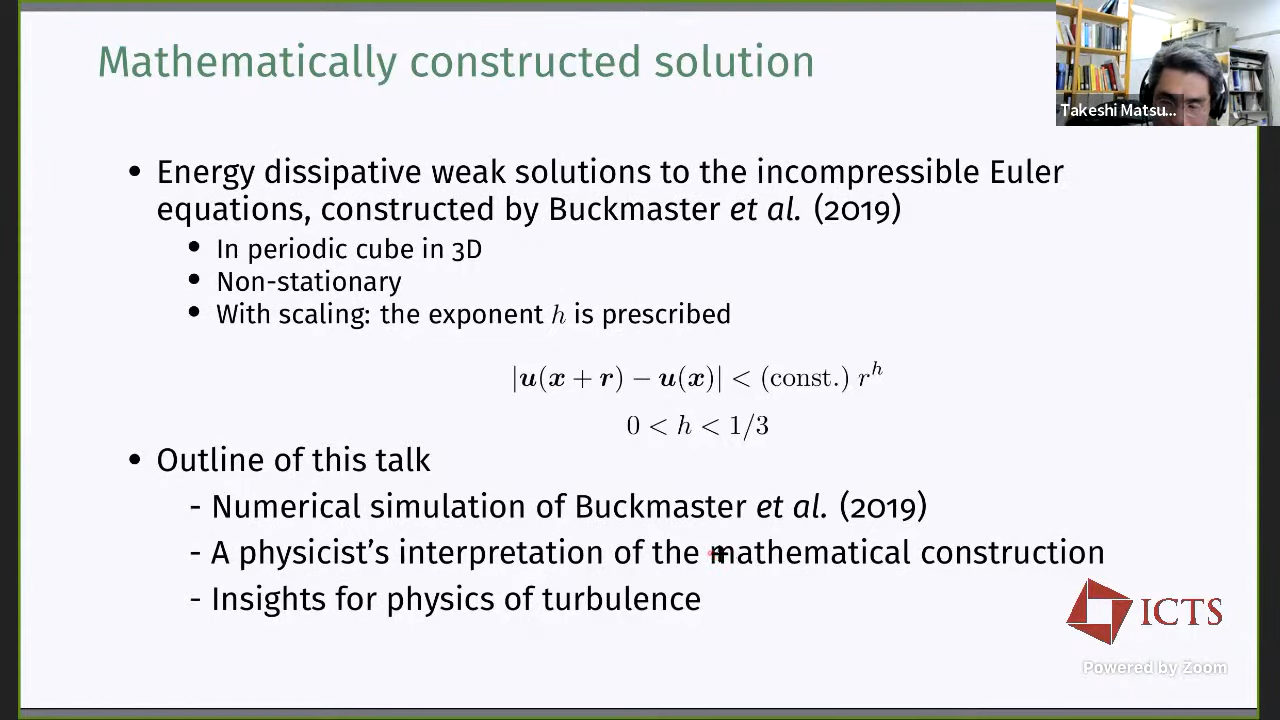 Mathematically constructed solution
Takeshi Matsu...
• Energy dissipative weak solutions to the incompressible Euler
equations, constructed by Buckmaster et al. (2019)
• In periodic cube in 3D
• Non-stationary
• With scaling: the exponent h is prescribed
|u(x + r) − u(x)| < (const.) r^h
0 < h < 1/3
• Outline of this talk
- Numerical simulation of Buckmaster et al. (2019)
- A physicist’s interpretation of the mathematical construction
- Insights for physics of turbulence
ICTS
Powered by Zoom